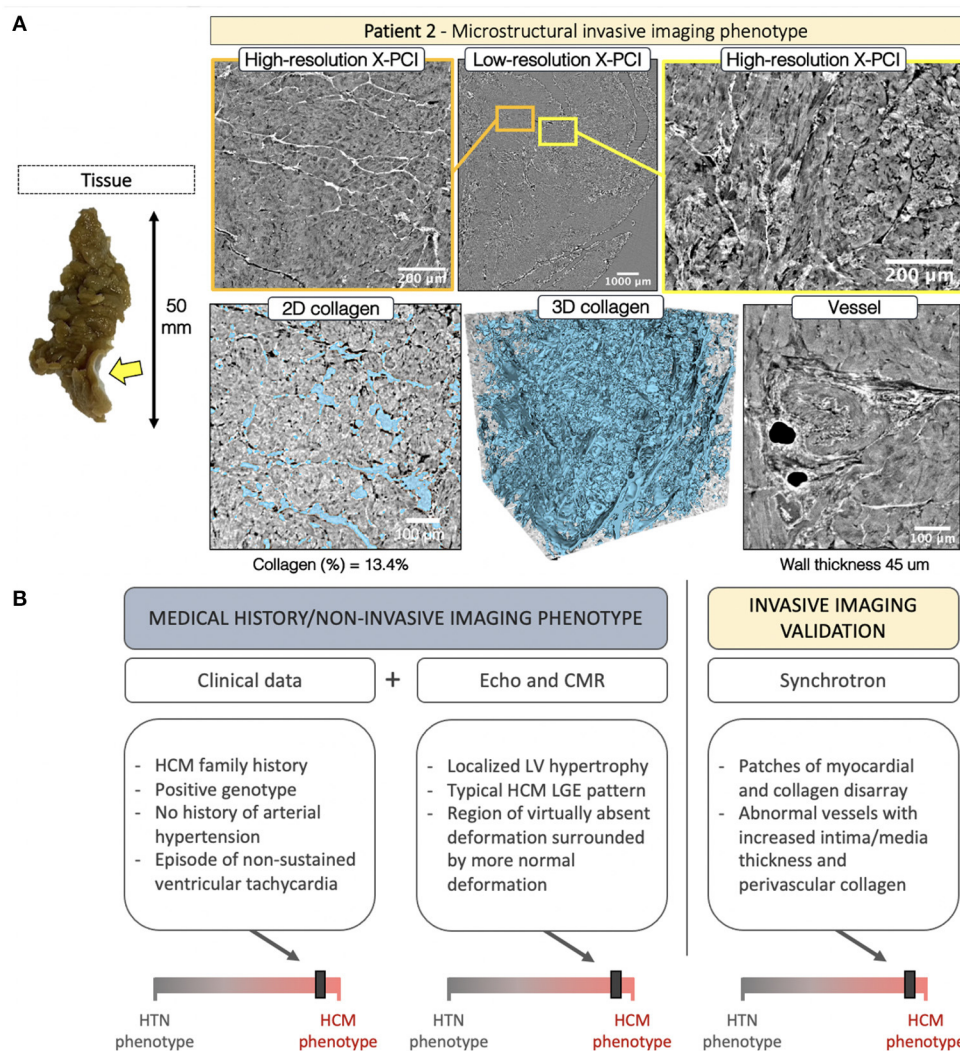 A
Patient 2 - Microstructural invasive imaging phenotype
High-resolution X-PCI
Low-resolution X-PCI
High-resolution X-PCI
Tissue
50
mm
200 µm
1000 µm
200 µm
2D collagen
3D collagen
Vessel
100 µm
100 µm
Collagen (%) = 13.4%
Wall thickness 45 um
B
MEDICAL HISTORY/NON-INVASIVE IMAGING PHENOTYPE
INVASIVE IMAGING
VALIDATION
Clinical data
+
Echo and CMR
Synchrotron
- HCM family history
- Positive genotype
- No history of arterial
hypertension
- Episode of non-sustained
ventricular tachycardia
- Localized LV hypertrophy
- Typical HCM LGE pattern
- Region of virtually absent
deformation surrounded
by more normal
deformation
- Patches of myocardial
and collagen disarray
- Abnormal vessels with
increased intima/media
thickness and
perivascular collagen
HTN
phenotype
HCM
phenotype
HTN
phenotype
HCM
phenotype
HTN
phenotype
HCM
phenotype